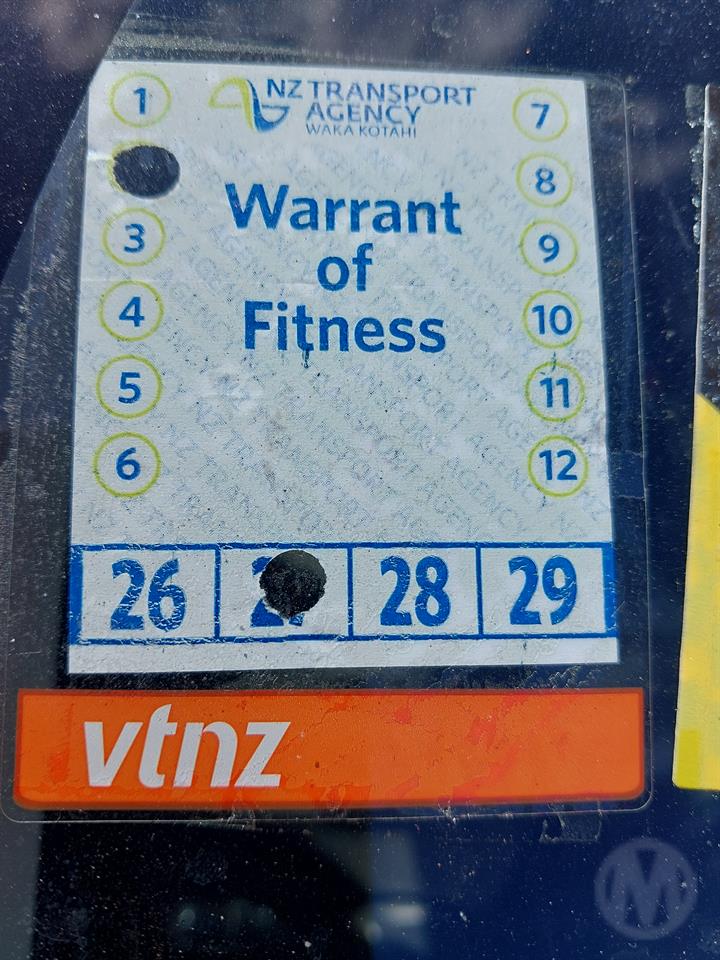 NZ TRANSPORT
AGENCY
WAKA KOTAHI
1
7
8
Warrant
of
Fitness
3
9
4
10
5
11
6
12
26
28
29
vtnz
M